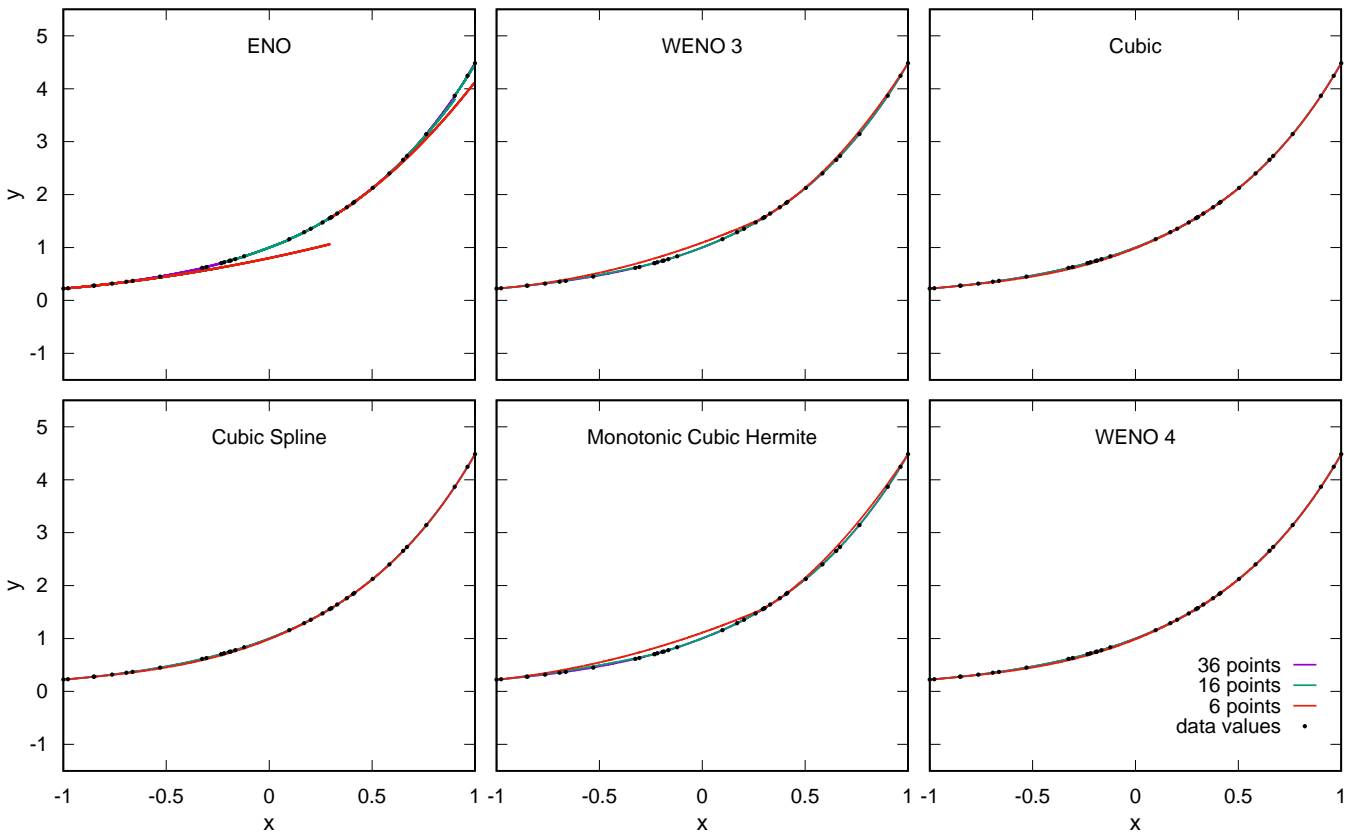 ENO
WENO 3
Cubic
5
4
3
2
1
0
-1
y
Cubic Spline
Monotonic Cubic Hermite
WENO 4
5
4
3
2
1
0
-1
y
36 points
16 points
6 points
data values
-1 -0.5 0 0.5 1
-1 -0.5 0 0.5 1
-1 -0.5 0 0.5 1
x
x
x